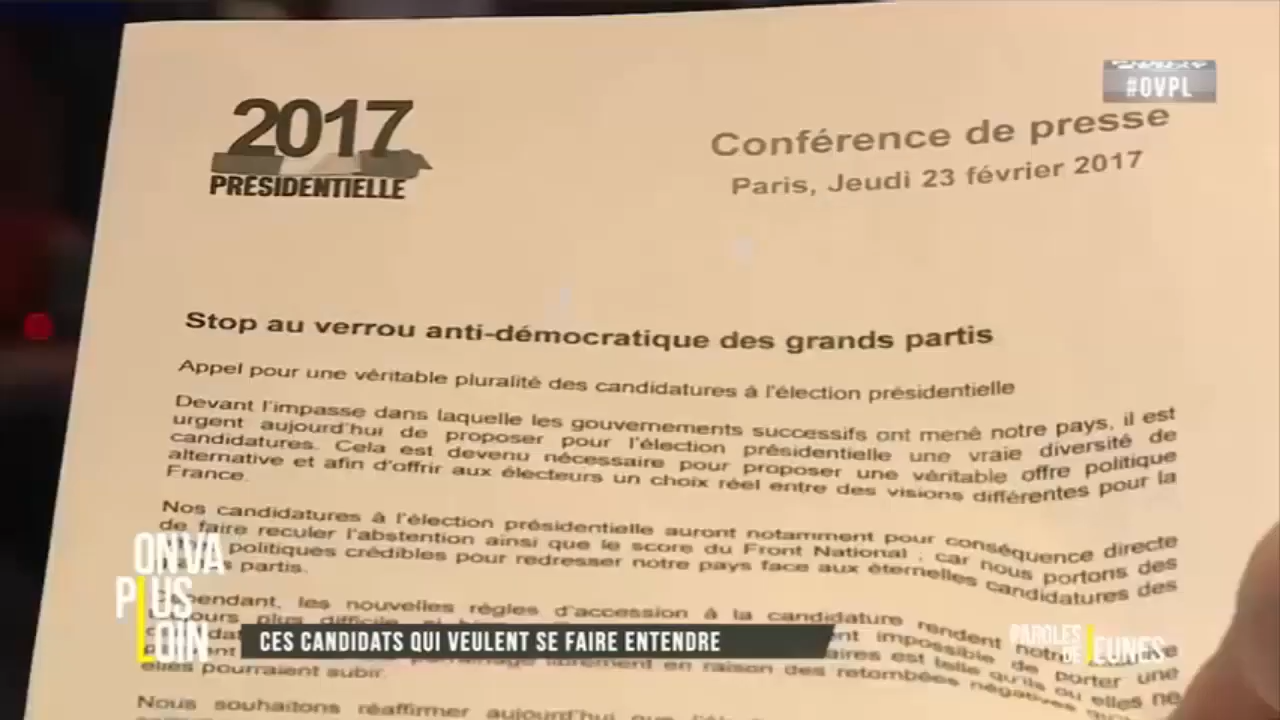 #OVPL
2017
PRÉSIDENTIELLE
Conférence de presse
Paris, Jeudi 23 février 2017
Stop au verrou anti-démocratique des grands partis
Appel pour une véritable pluralité des candidatures à l'élection présidentielle
Devant l'impasse dans laquelle les gouvernements successifs ont mené notre pays, il est
urgent aujourd'hui de proposer pour l'élection présidentielle une vraie diversité de
candidatures. Cela est devenu nécessaire pour proposer une véritable offre politique
alternative et afin d'offrir aux électeurs un choix réel entre des visions différentes pour la
France.
Nos candidatures à l'élection présidentielle auront notamment pour conséquence directe
de faire reculer l'abstention ainsi que le score du Front National ; car nous portons des
politiques crédibles pour redresser notre pays face aux éternelles candidatures des
partis.
les nouvelles règles d'accession à la candidature rendent
plus difficile,
impossible de porter une
est telle qu'ils ou elles ne
librement en raison des retombées
elles pourraient subir.
Nous souhaitons réaffirmer aujourd'hui que
ON VA
PLUS
LOIN
CES CANDIDATS QUI VEULENT SE FAIRE ENTENDRE
PAROLES
DE JEUNES